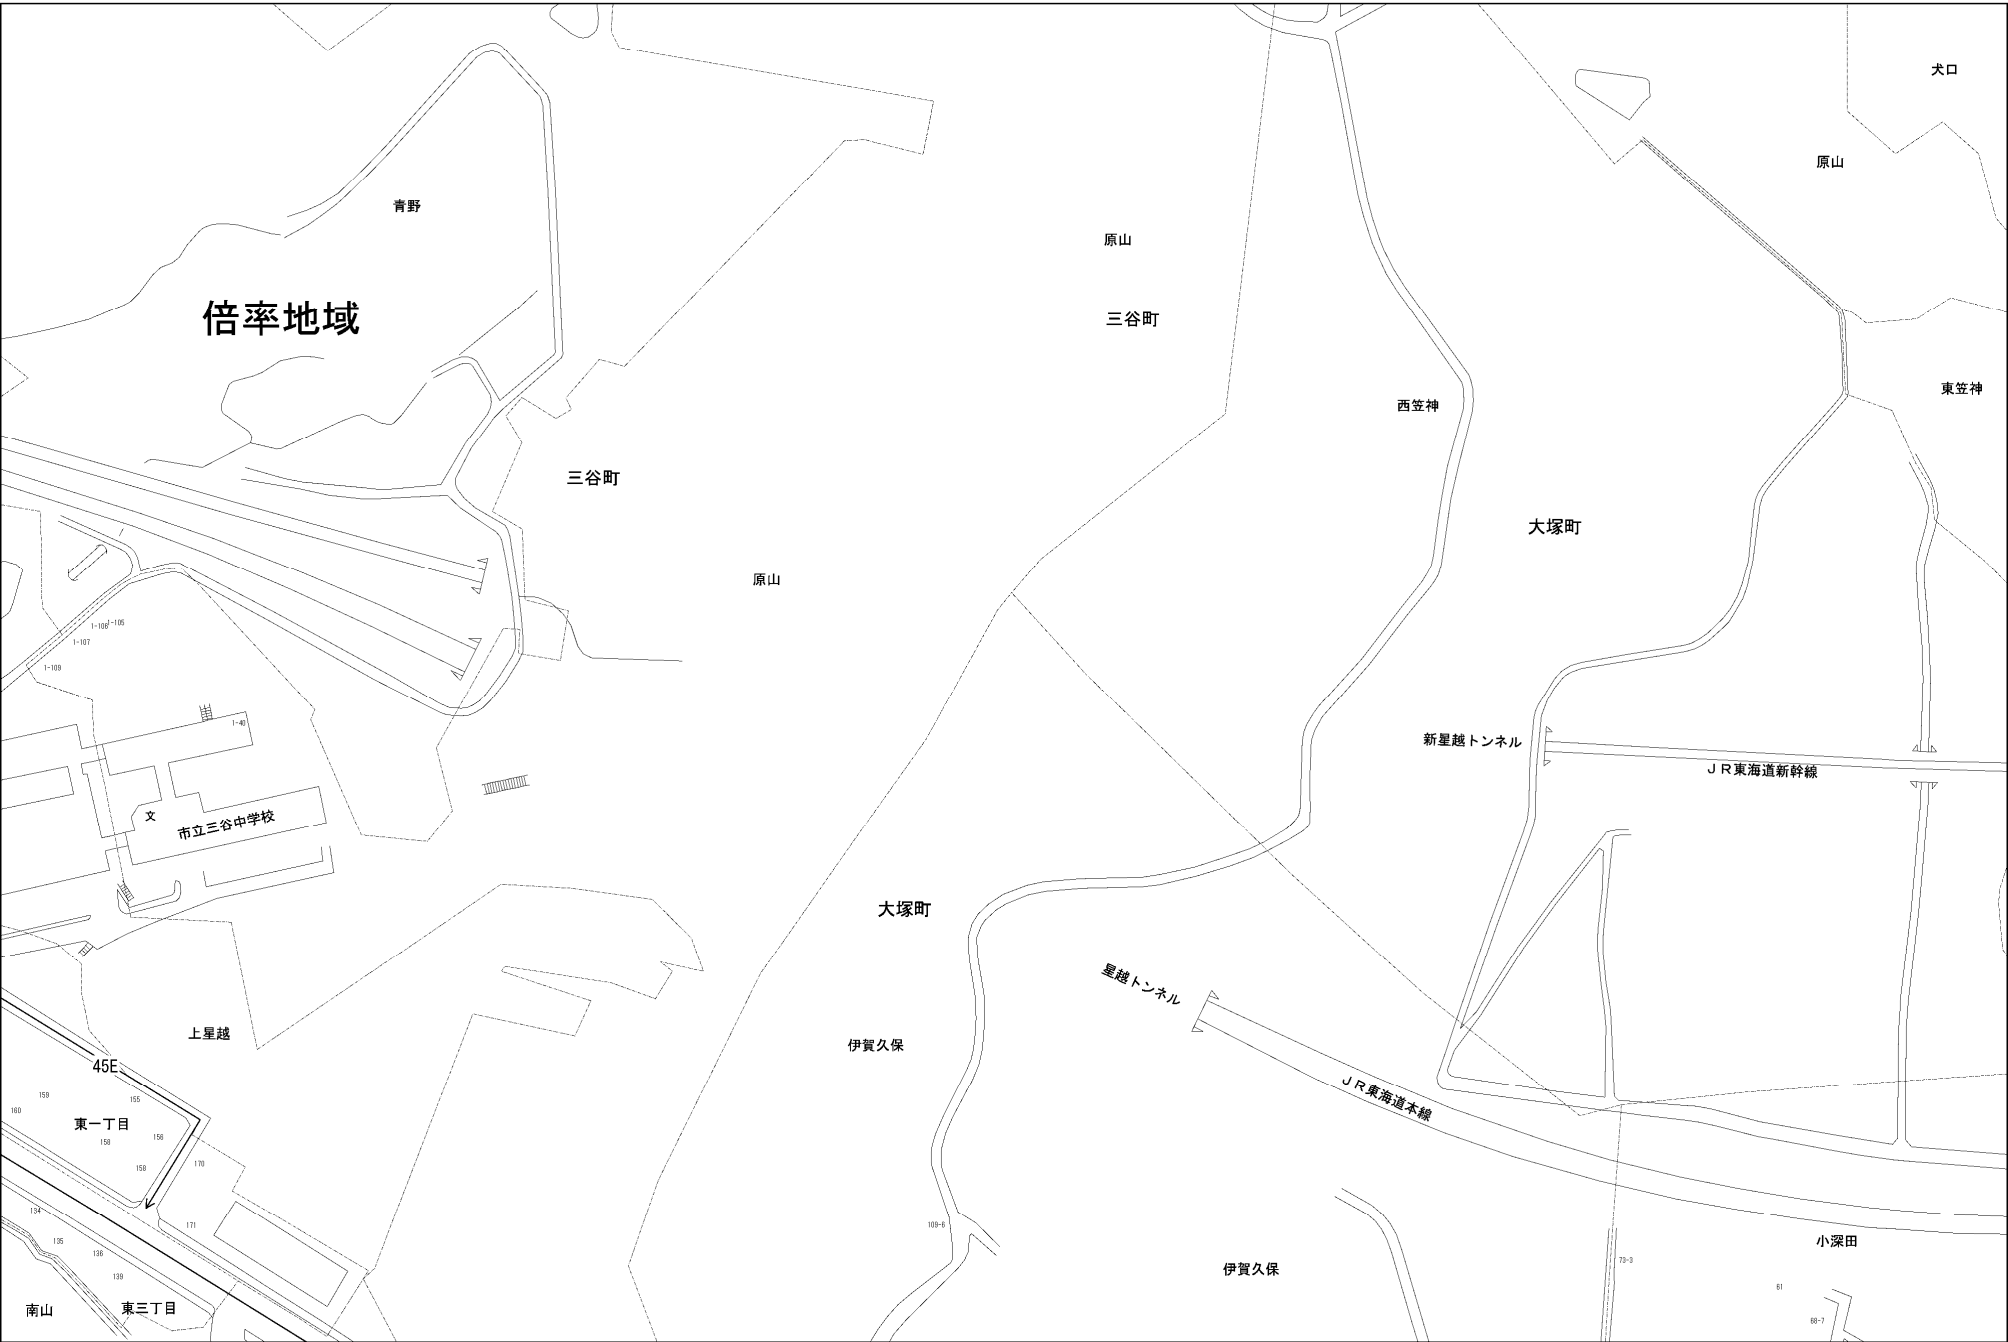 犬口
原山
青野
原山
倍率地域
三谷町
東笠神
西笠神
三谷町
大塚町
原山
1-106
1-105
1-107
1-109
1-40
新星越トンネル
JR東海道新幹線
文
市立三谷中学校
大塚町
星越トンネル
上星越
伊賀久保
45E
JR東海道本線
159
155
160
東一丁目
156
158
158
170
134
171
109-6
135
136
小深田
73-3
伊賀久保
139
61
南山
東三丁目
68-7